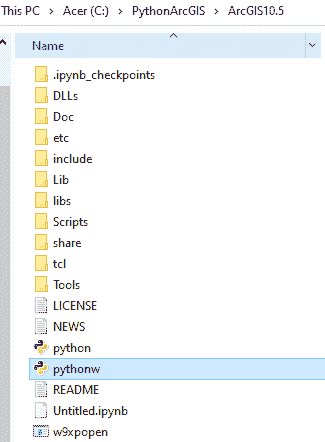 This PC > Acer (C:) > PythonArcGIS > ArcGIS10.5
Name
.ipynb_checkpoints
DLLs
Doc
etc
include
Lib
libs
Scripts
share
tcl
Tools
LICENSE
NEWS
python
pythonw
README
Untitled.ipynb
w9xpopen